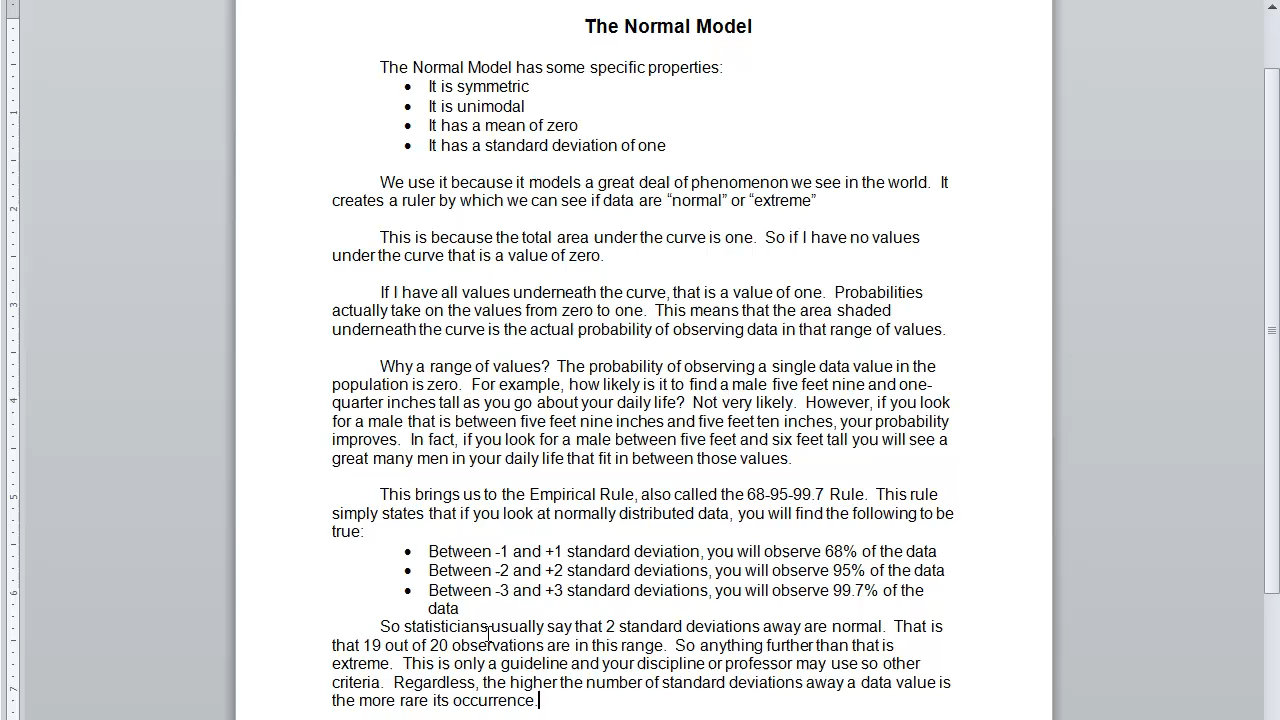 The Normal Model
The Normal Model has some specific properties:
• It is symmetric
• It is unimodal
• It has a mean of zero
• It has a standard deviation of one
We use it because it models a great deal of phenomenon we see in the world. It
creates a ruler by which we can see if data are “normal” or “extreme”
This is because the total area under the curve is one. So if I have no values
under the curve that is a value of zero.
If I have all values underneath the curve, that is a value of one. Probabilities
actually take on the values from zero to one. This means that the area shaded
underneath the curve is the actual probability of observing data in that range of values.
Why a range of values? The probability of observing a single data value in the
population is zero. For example, how likely is it to find a male five feet nine and one-
quarter inches tall as you go about your daily life? Not very likely. However, if you look
for a male that is between five feet nine inches and five feet ten inches, your probability
improves. In fact, if you look for a male between five feet and six feet tall you will see a
great many men in your daily life that fit in between those values.
This brings us to the Empirical Rule, also called the 68-95-99.7 Rule. This rule
simply states that if you look at normally distributed data, you will find the following to be
true:
• Between -1 and +1 standard deviation, you will observe 68% of the data
• Between -2 and +2 standard deviations, you will observe 95% of the data
• Between -3 and +3 standard deviations, you will observe 99.7% of the
data
So statisticians usually say that 2 standard deviations away are normal. That is
that 19 out of 20 observations are in this range. So anything further than that is
extreme. This is only a guideline and your discipline or professor may use so other
criteria. Regardless, the higher the number of standard deviations away a data value is
the more rare its occurrence.
1
2
3
4
5
6
7